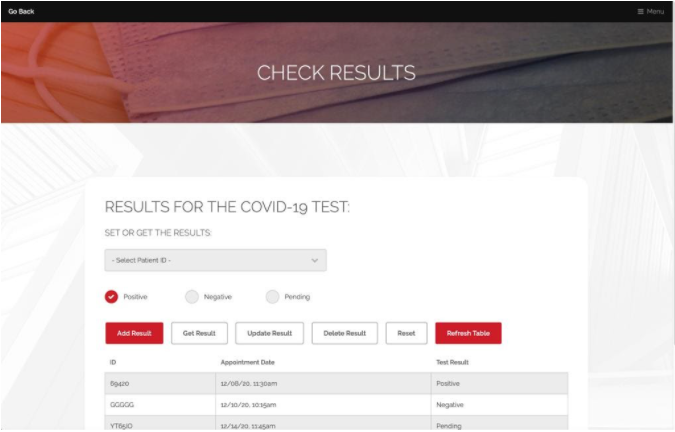 Go Back Menu
CHECK RESULTS
RESULTS FOR THE COVID-19 TEST:
SET OR GET THE RESULTS:
- Select Patient ID -
Positive Negative Pending
Add Result Get Result Update Result Delete Result Reset Refresh Table
ID Appointment Date Test Result
89420 12/08/20, 11:30am Positive
GGGGG 12/10/20, 10:15am Negative
YT65IO 12/14/20, 11:45am Pending